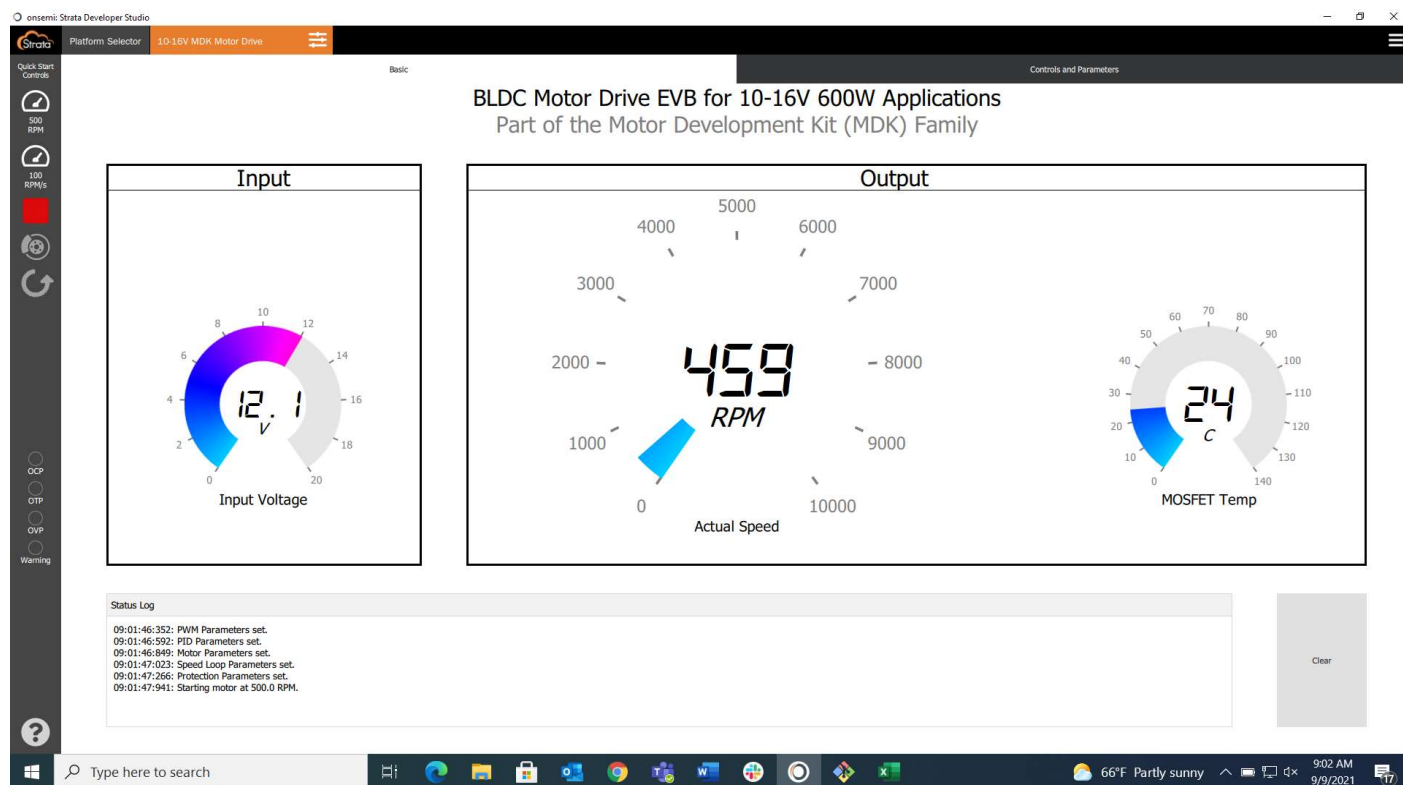 onsemi: Strata Developer Studio
Strata
Platform Selector
10-16V MDK Motor Drive
Quick Start
Controls
500
RPM
100
RPM/s
OCP
OTP
OVP
Warning
Basic
Controls and Parameters
BLDC Motor Drive EVB for 10-16V 600W Applications
Part of the Motor Development Kit (MDK) Family
Input
0
2
4
6
8
10
12
14
16
18
20
12.1
V
Input Voltage
Output
0
1000
2000
3000
4000
5000
6000
7000
8000
9000
10000
459
RPM
Actual Speed
0
10
20
30
40
50
60
70
80
90
100
110
120
130
140
24
C
MOSFET Temp
Status Log
09:01:46:352: PWM Parameters set.
09:01:46:592: PID Parameters set.
09:01:46:849: Motor Parameters set.
09:01:47:023: Speed Loop Parameters set.
09:01:47:266: Protection Parameters set.
09:01:47:941: Starting motor at 500.0 RPM.
Clear
?
Type here to search
66°F Partly sunny
9:02 AM
9/9/2021
17